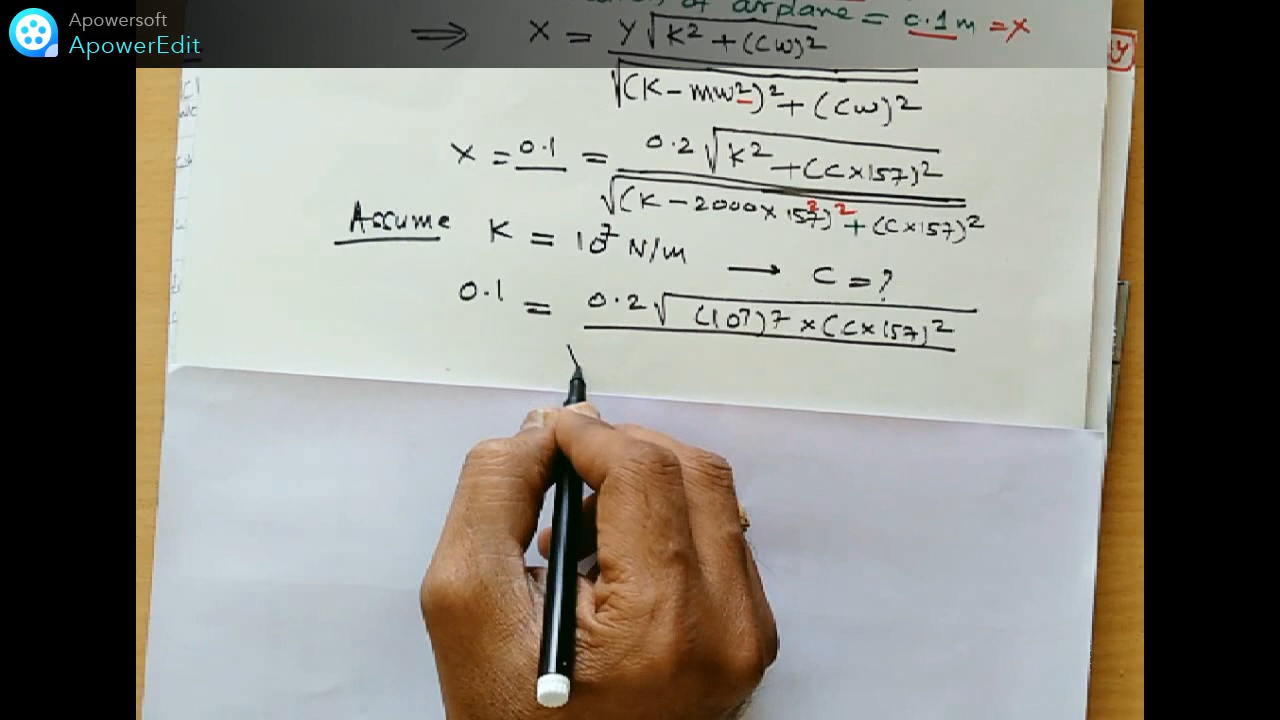 Apowersoft
ApowerEdit
of airplane = 0.1m = X
⇒ X = Y√K² + (Cω)²
√(K - mω²)² + (Cω)²
X = 0.1 = 0.2√K² + (C×157)²
√(K - 2000×157²)² + (C×157)²
Assume K = 10⁷ N/m → C = ?
0.1 = 0.2√(10⁷)² × (C×157)²
y